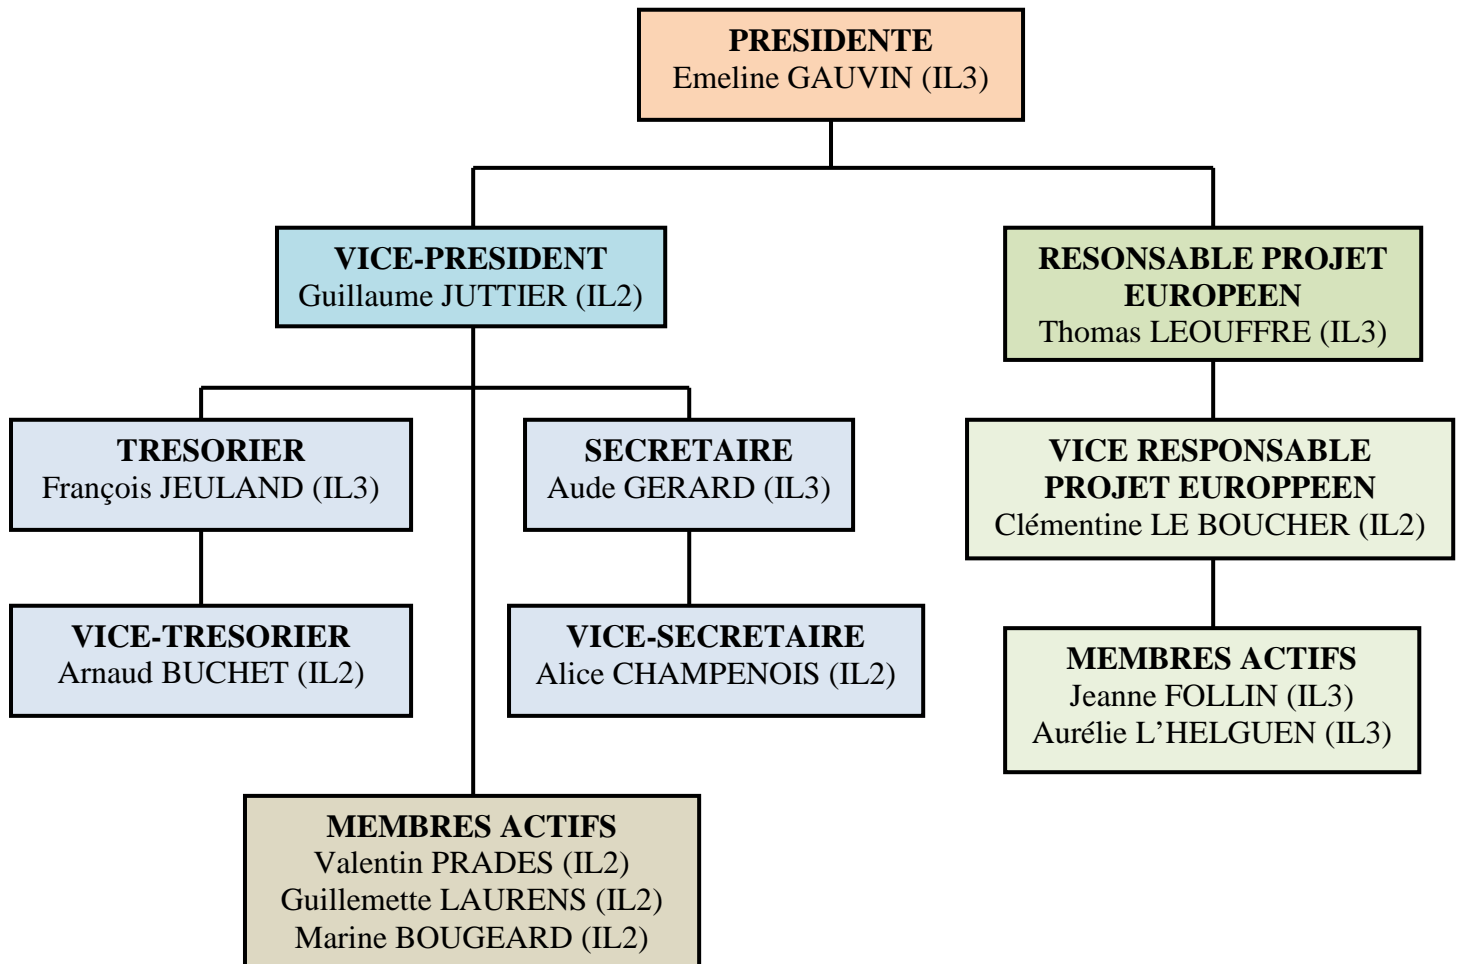 PRESIDENTE
Emeline GAUVIN (IL3)
VICE-PRESIDENT
Guillaume JUTTIER (IL2)
RESONSABLE PROJET
EUROPEEN
Thomas LEOUFFRE (IL3)
TRESORIER
François JEULAND (IL3)
SECRETAIRE
Aude GERARD (IL3)
VICE RESPONSABLE
PROJET EUROPPEEN
Clémentine LE BOUCHER (IL2)
VICE-TRESORIER
Arnaud BUCHET (IL2)
VICE-SECRETAIRE
Alice CHAMPENOIS (IL2)
MEMBRES ACTIFS
Jeanne FOLLIN (IL3)
Aurélie L’HELGUEN (IL3)
MEMBRES ACTIFS
Valentin PRADES (IL2)
Guillemette LAURENS (IL2)
Marine BOUGEARD (IL2)